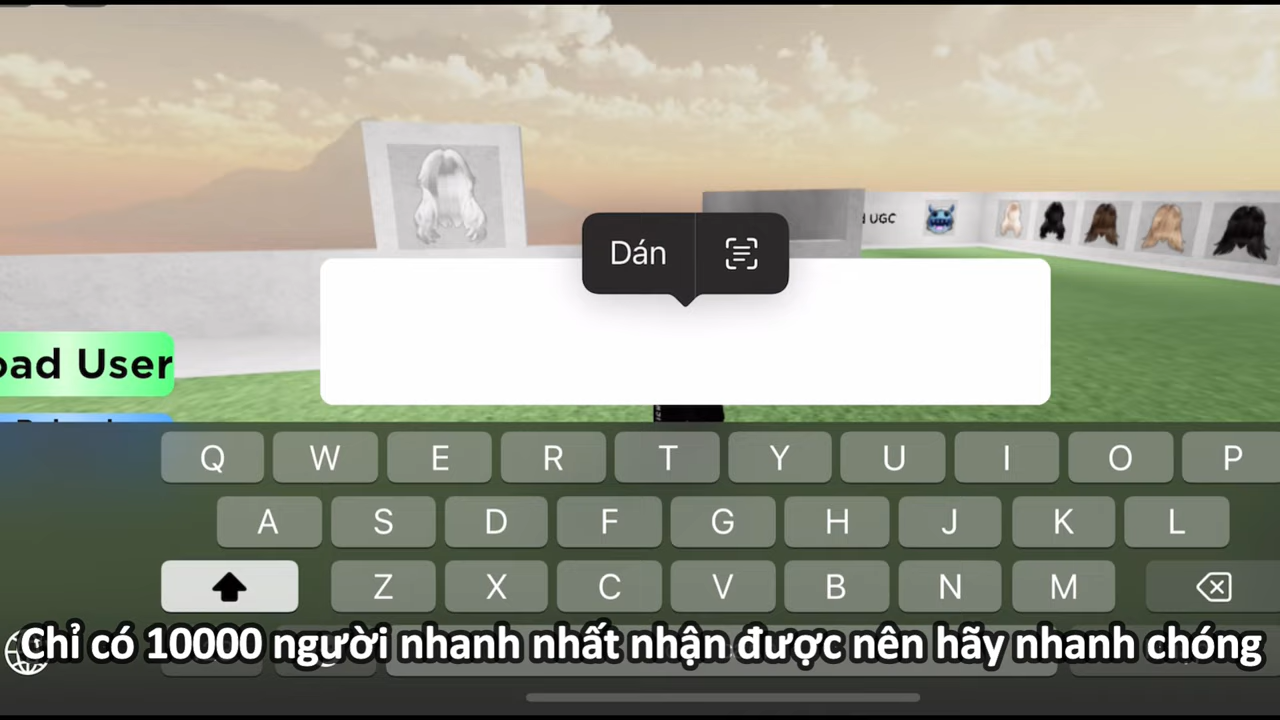 Dán
UGC
oad User
Q W E R T Y U I O P
A S D F G H J K L
Z X C V B N M
Chỉ có 10000 người nhanh nhất nhận được nên hãy nhanh chóng